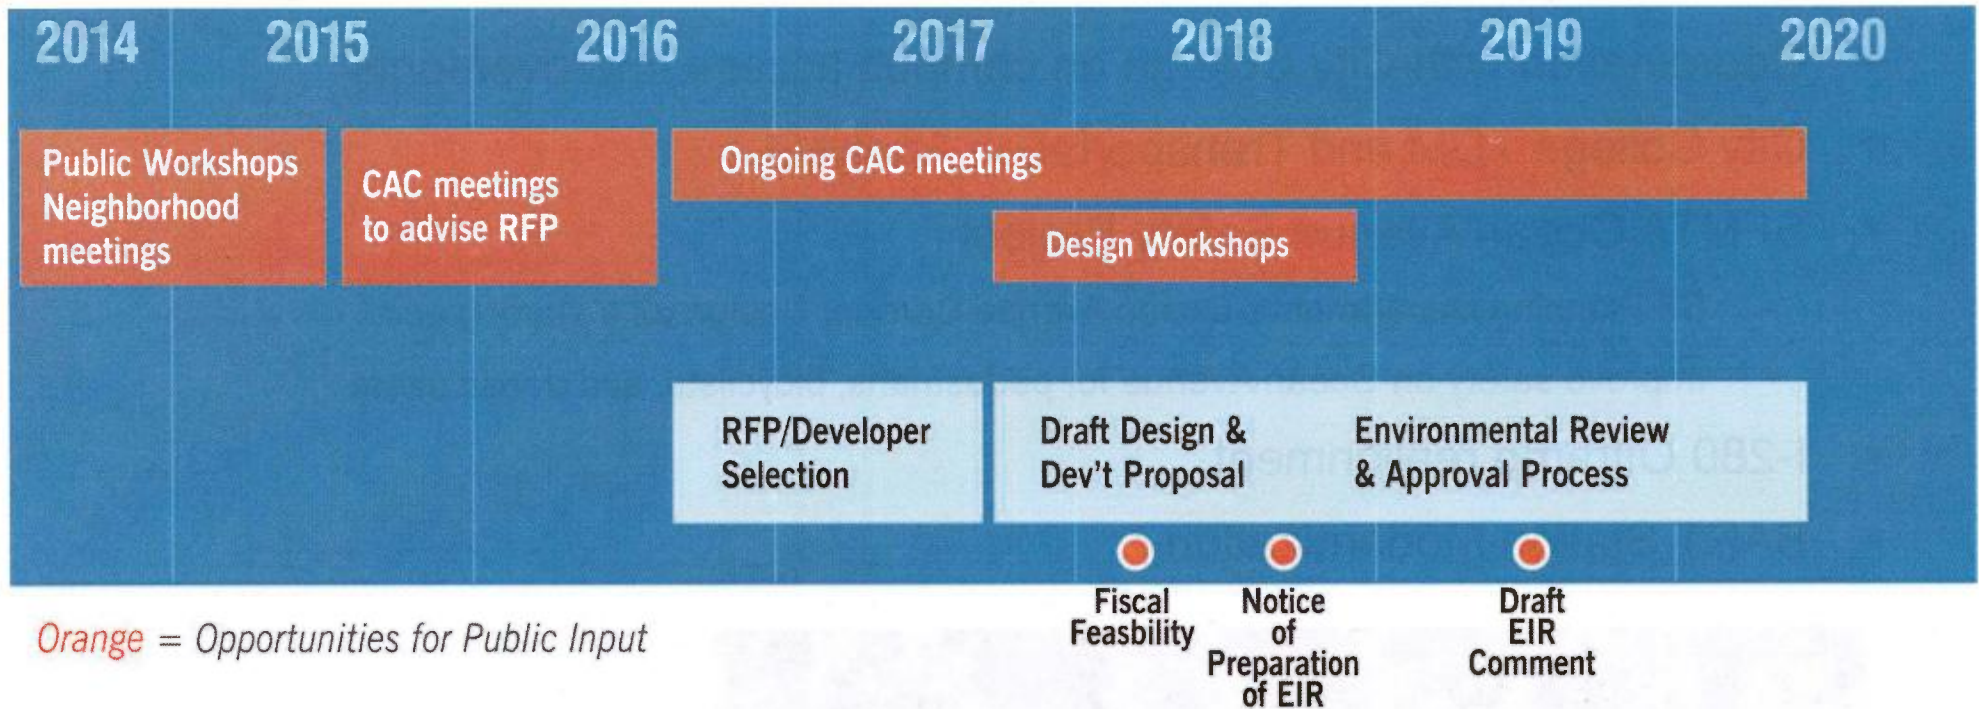 2014 2015 2016 2017 2018 2019 2020
Public Workshops
Neighborhood
meetings
CAC meetings
to advise RFP
Ongoing CAC meetings
Design Workshops
RFP/Developer
Selection
Draft Design &
Dev't Proposal
Environmental Review
& Approval Process
Fiscal
Feasbility
Notice
of
Preparation
of EIR
Draft
EIR
Comment
Orange = Opportunities for Public Input